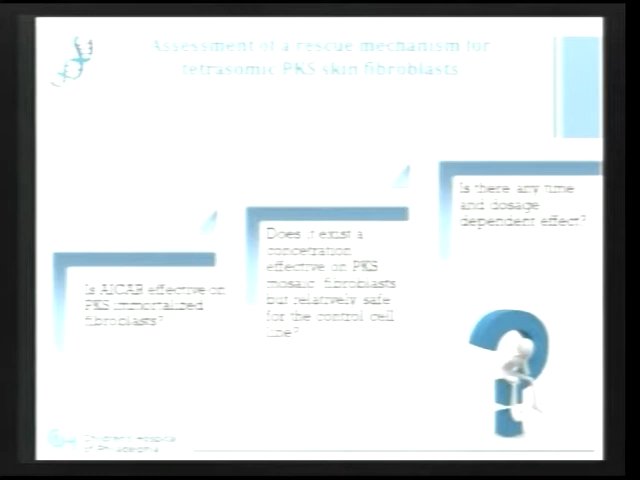 Assessment of a rescue mechanism for
tetrasomic PKS skin fibroblasts
Is AICAR effective on
PKS immortalized
fibroblasts?
Does it exist a
concetration
effective on PKS
mosaic fibroblasts
but relatively safe
for the control cell
line?
Is there any time
and dosage
dependent effect?
Children's Hospital
of Philadelphia